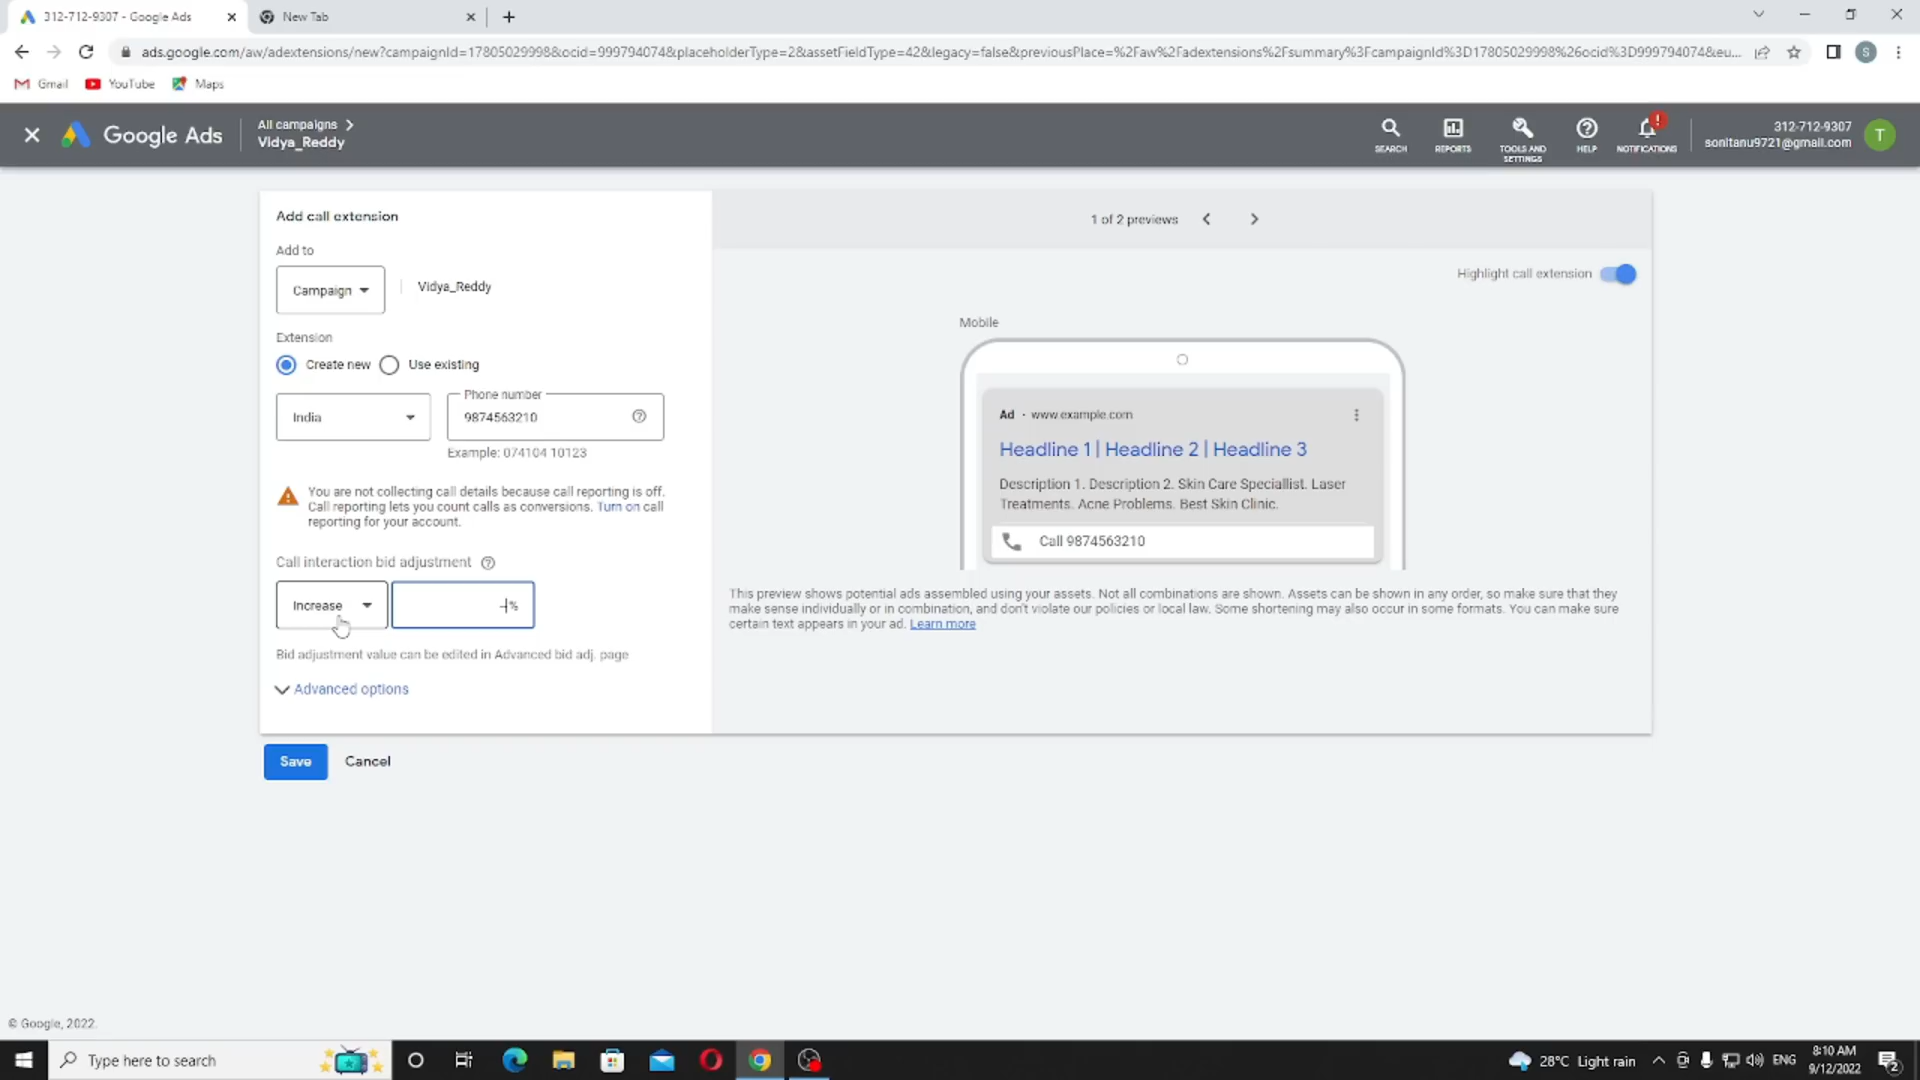 312-712-9307 - Google Ads
New Tab
ads.google.com/aw/adextensions/new?campaignId=17805029998&ocid=999794074&placeholderType=2&assetFieldType=42&legacy=false&previousPlace=%2Faw%2Fadextensions%2Fsummary%3FcampaignId%3D17805029998%26ocid%3D999794074&eu...
S
Gmail
YouTube
Maps
Google Ads
All campaigns
Vidya_Reddy
SEARCH
REPORTS
TOOLS AND
SETTINGS
HELP
!
NOTIFICATIONS
312-712-9307
sonitanu9721@gmail.com
T
Add call extension
Add to
Campaign
Vidya_Reddy
Extension
Create new
Use existing
India
Phone number
9874563210
Example: 074104 10123
You are not collecting call details because call reporting is off.
Call reporting lets you count calls as conversions. Turn on call
reporting for your account.
Call interaction bid adjustment
Increase
%
Bid adjustment value can be edited in Advanced bid adj. page
Advanced options
Save
Cancel
1 of 2 previews
Highlight call extension
Mobile
Ad · www.example.com
Headline 1 | Headline 2 | Headline 3
Description 1. Description 2. Skin Care Speciallist. Laser
Treatments. Acne Problems. Best Skin Clinic.
Call 9874563210
This preview shows potential ads assembled using your assets. Not all combinations are shown. Assets can be shown in any order, so make sure that they
make sense individually or in combination, and don't violate our policies or local law. Some shortening may also occur in some formats. You can make sure
certain text appears in your ad. Learn more
© Google, 2022.
Type here to search
28°C Light rain
ENG
8:10 AM
9/12/2022
2